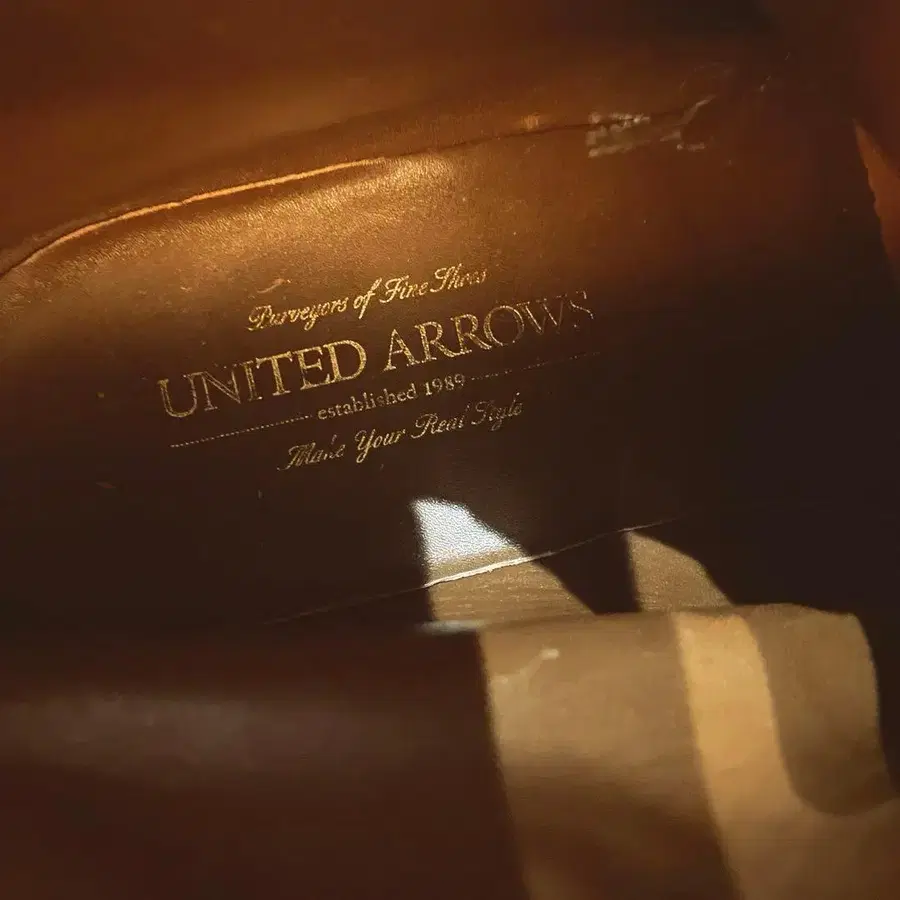 Purveyors of Fine Shoes
UNITED ARROWS
established 1989
Make Your Real Style